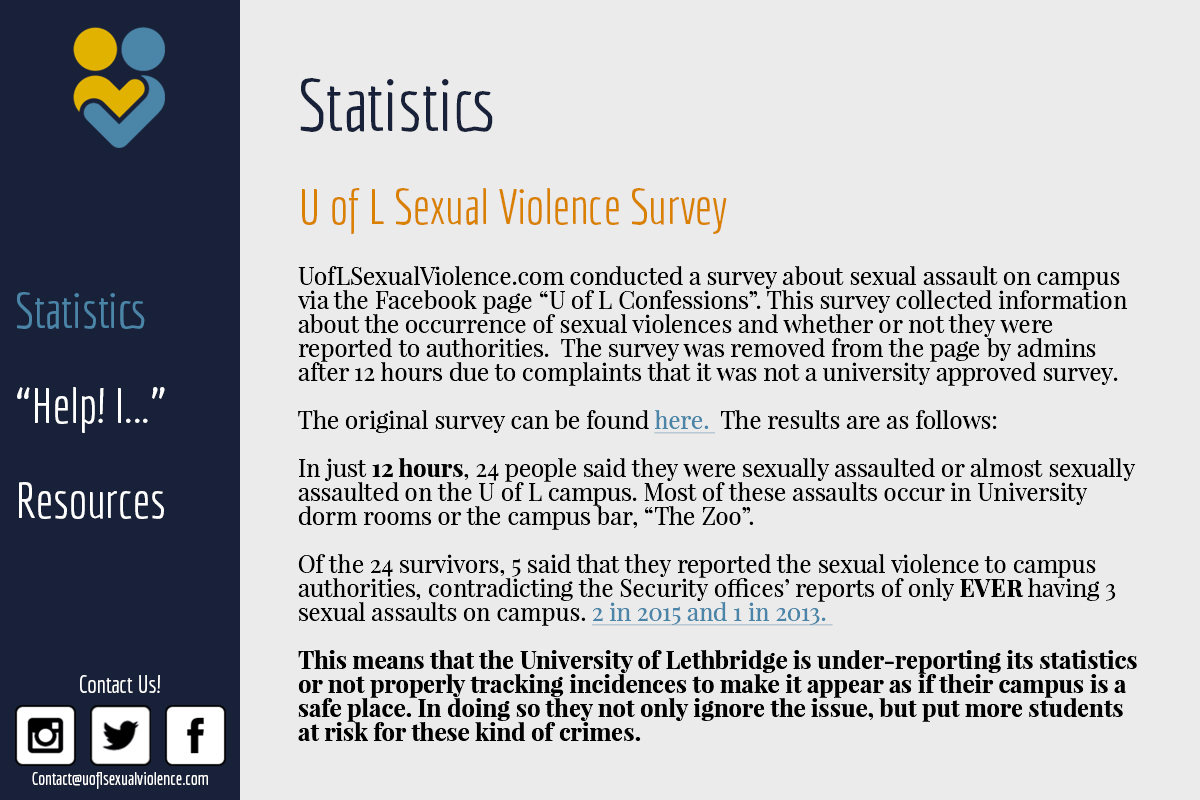 Statistics
"Help! I..."
Resources
Contact Us!
Contact@uoflsexualviolence.com
Statistics
U of L Sexual Violence Survey
UofLSexualViolence.com conducted a survey about sexual assault on campus
via the Facebook page “U of L Confessions”. This survey collected information
about the occurrence of sexual violences and whether or not they were
reported to authorities.  The survey was removed from the page by admins
after 12 hours due to complaints that it was not a university approved survey.
The original survey can be found here.  The results are as follows:
In just 12 hours, 24 people said they were sexually assaulted or almost sexually
assaulted on the U of L campus. Most of these assaults occur in University
dorm rooms or the campus bar, “The Zoo”.
Of the 24 survivors, 5 said that they reported the sexual violence to campus
authorities, contradicting the Security offices’ reports of only EVER having 3
sexual assaults on campus. 2 in 2015 and 1 in 2013.
This means that the University of Lethbridge is under-reporting its statistics
or not properly tracking incidences to make it appear as if their campus is a
safe place. In doing so they not only ignore the issue, but put more students
at risk for these kind of crimes.